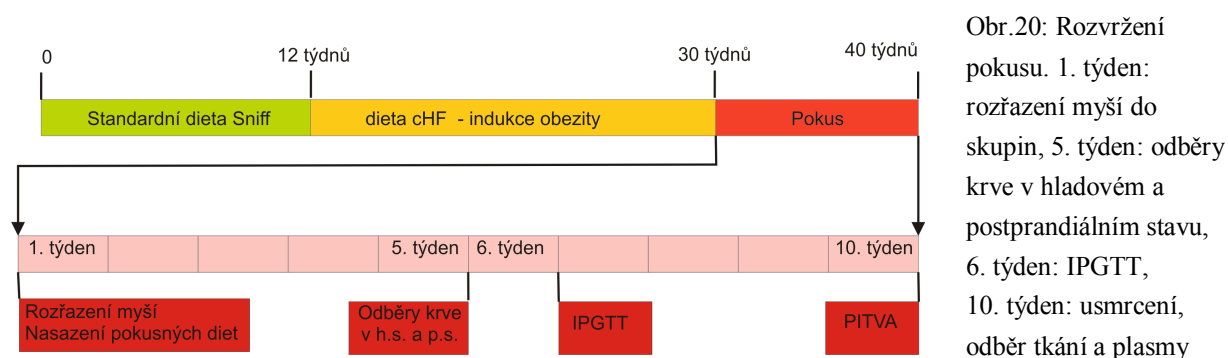 0
12 týdnů
30 týdnů
40 týdnů
Standardní dieta Sniff
dieta cHF - indukce obezity
Pokus
1. týden
5. týden
6. týden
10. týden
Rozřazení myší
Nasazení pokusných diet
Odběry krve
v h.s. a p.s.
IPGTT
PITVA
Obr.20: Rozvržení
pokusu. 1. týden:
rozřazení myší do
skupin, 5. týden: odběry
krve v hladovém a
postprandiálním stavu,
6. týden: IPGTT,
10. týden: usmrcení,
odběr tkání a plasmy